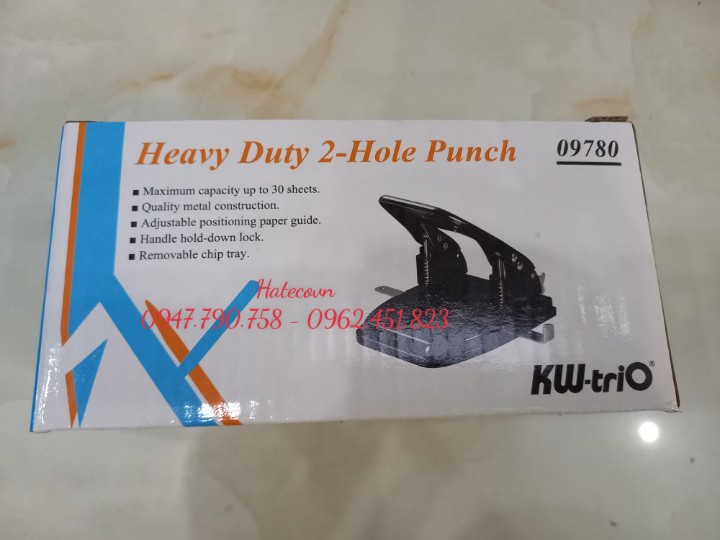 Heavy Duty 2-Hole Punch
09780
■ Maximum capacity up to 30 sheets.
■ Quality metal construction.
■ Adjustable positioning paper guide.
■ Handle hold-down lock.
■ Removable chip tray.
Hatecovn
0947.790.758 - 0962.451.823
KW-triO®